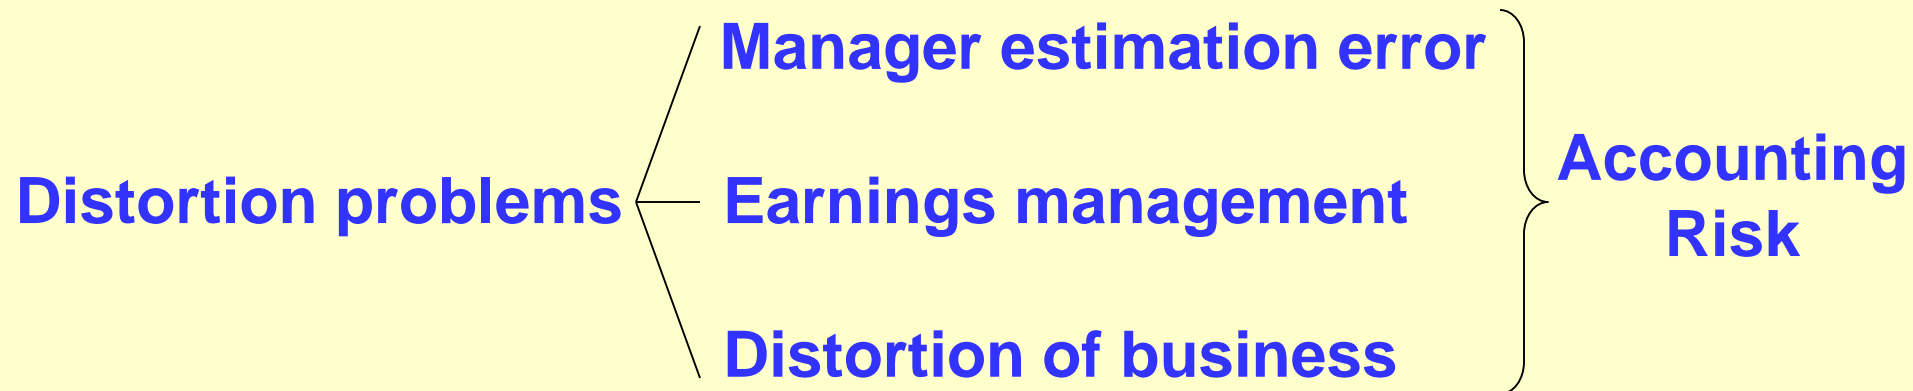 Manager estimation error
Distortion problems
Earnings management
Distortion of business
Accounting
Risk